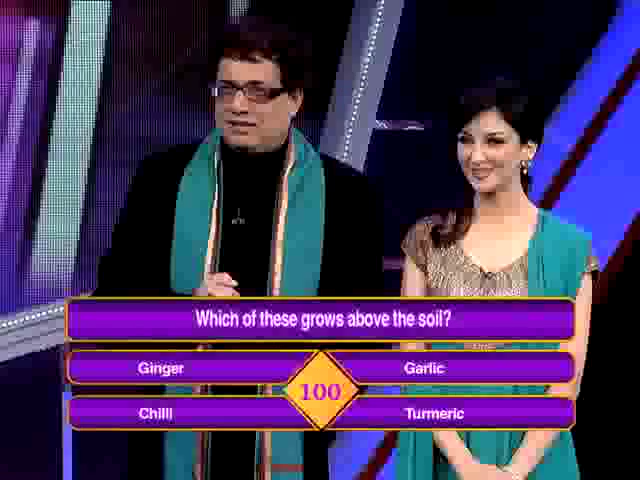 Which of these grows above the soil?
Ginger
Garlic
100
Chilli
Turmeric